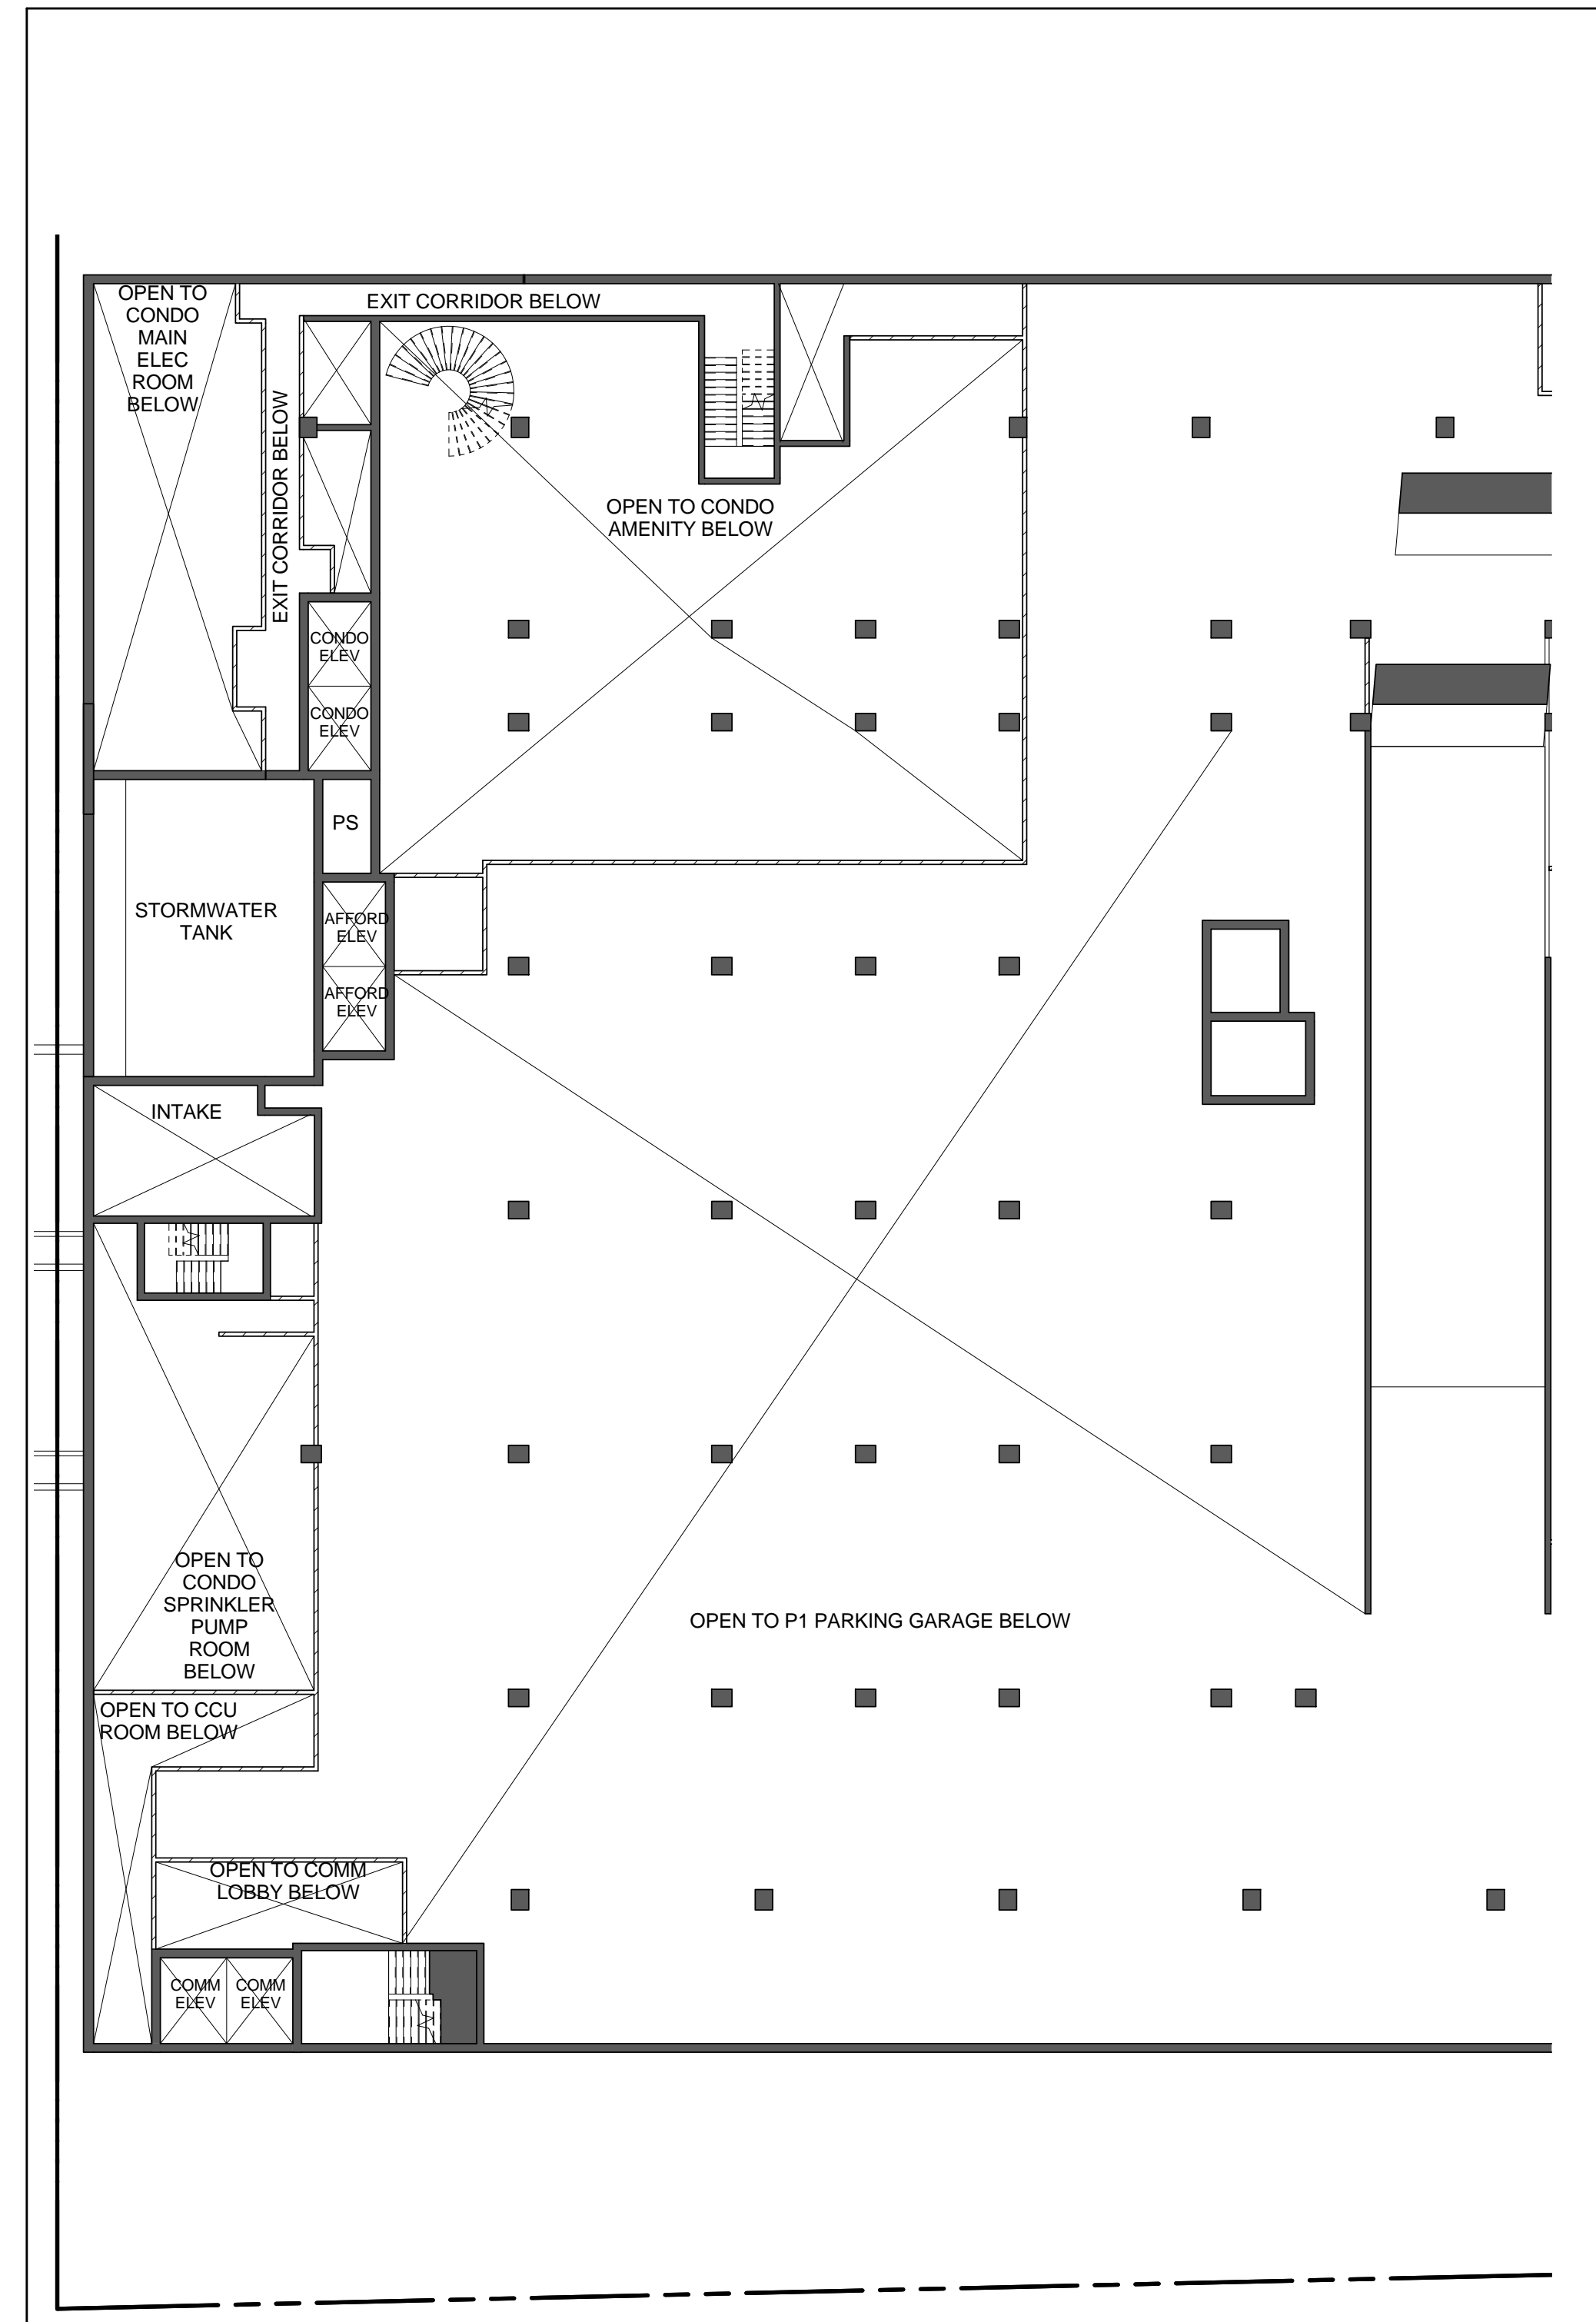 OPEN TO
CONDO
MAIN
ELEC
ROOM
BELOW
EXIT CORRIDOR BELOW
EXIT CORRIDOR BELOW
OPEN TO CONDO
AMENITY BELOW
CONDO
ELEV
CONDO
ELEV
PS
STORMWATER
TANK
AFFORD
ELEV
AFFORD
ELEV
INTAKE
OPEN TO
CONDO
SPRINKLER
PUMP
ROOM
BELOW
OPEN TO P1 PARKING GARAGE BELOW
OPEN TO CCU
ROOM BELOW
OPEN TO COMM
LOBBY BELOW
COMM
ELEV
COMM
ELEV